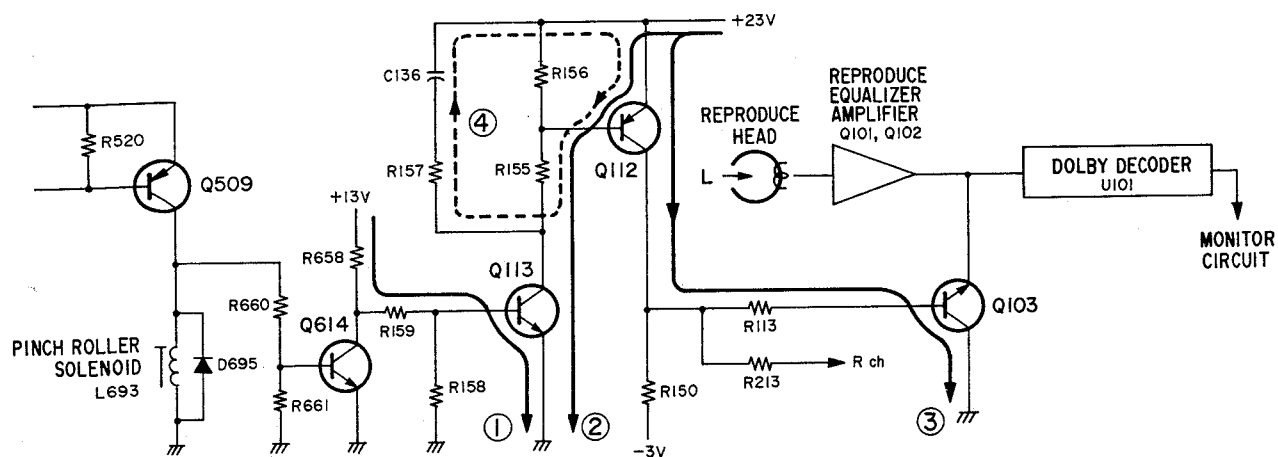 R520
Q509
PINCH ROLLER
SOLENOID
L693
D695
R660
R661
Q614
+13V
R658
R159
R158
Q113
①
②
C136
R157
④
R156
R155
+23V
Q112
R150
−3V
R113
R213
R ch
③
Q103
REPRODUCE
HEAD
L
REPRODUCE
EQUALIZER
AMPLIFIER
Q101, Q102
DOLBY DECODER
U101
MONITOR
CIRCUIT